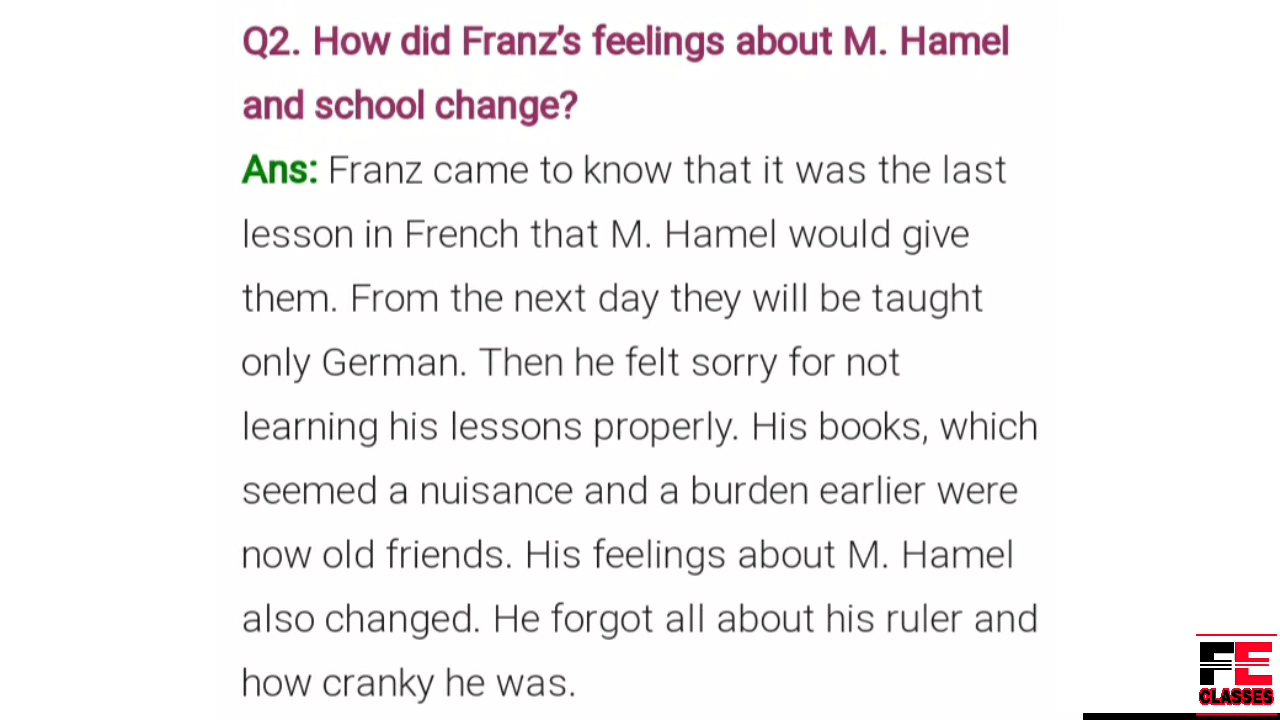 Q2. How did Franz's feelings about M. Hamel
and school change?
Ans: Franz came to know that it was the last
lesson in French that M. Hamel would give
them. From the next day they will be taught
only German. Then he felt sorry for not
learning his lessons properly. His books, which
seemed a nuisance and a burden earlier were
now old friends. His feelings about M. Hamel
also changed. He forgot all about his ruler and
how cranky he was.
FE
CLASSES